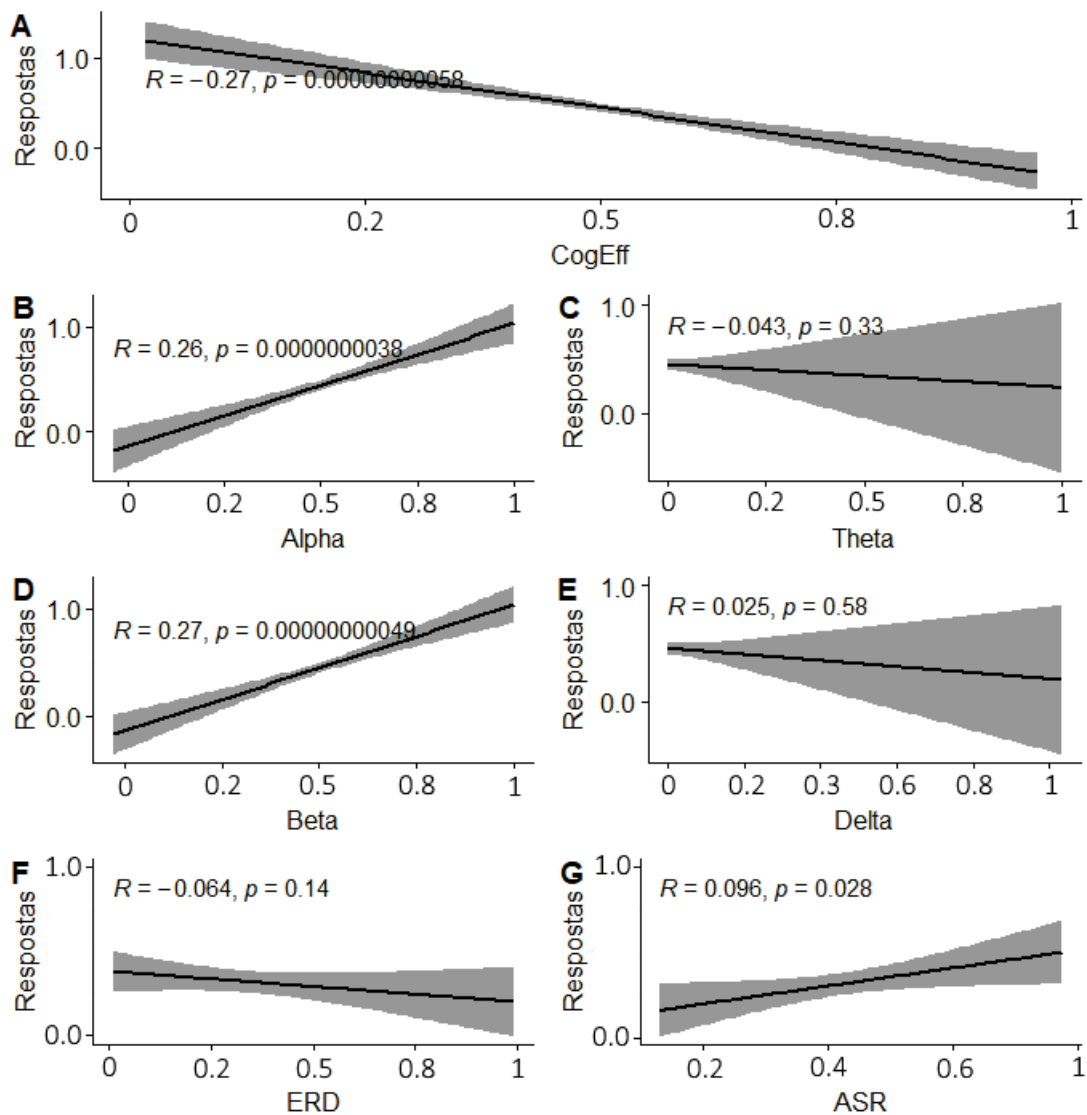 A
Respostas
1.0
0.0
R = −0.27, p = 0.00000000058
0 0.2 0.5 0.8 1
CogEff
B
Respostas
1.0
0.0
R = 0.26, p = 0.0000000038
0 0.2 0.5 0.8 1
Alpha
C
Respostas
1.0
0.0
R = −0.043, p = 0.33
0 0.2 0.5 0.8 1
Theta
D
Respostas
1.0
0.0
R = 0.27, p = 0.00000000049
0 0.2 0.5 0.8 1
Beta
E
Respostas
1.0
0.0
R = 0.025, p = 0.58
0 0.2 0.3 0.6 0.8 1
Delta
F
Respostas
1.0
0.0
R = −0.064, p = 0.14
0 0.2 0.5 0.8 1
ERD
G
Respostas
1.0
0.0
R = 0.096, p = 0.028
0.2 0.4 0.6 1
ASR